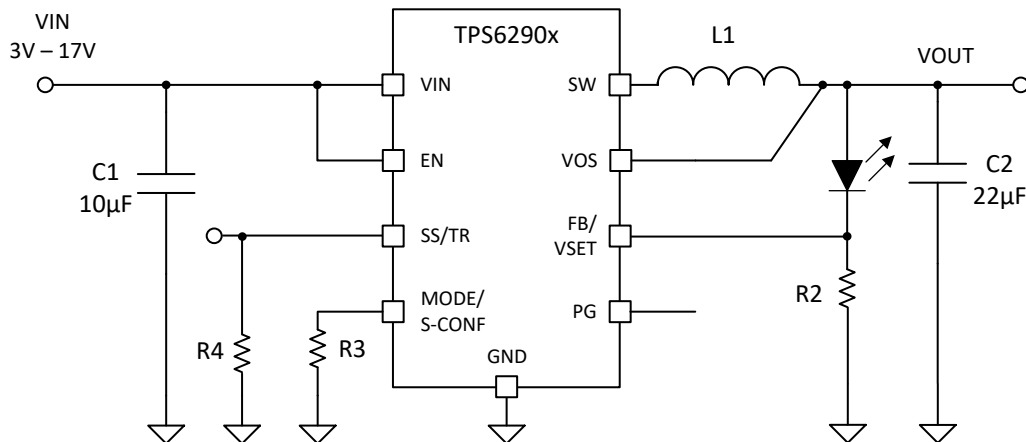 VIN
3V – 17V
TPS6290x
L1
VOUT
VIN
SW
EN
VOS
C1
10µF
C2
22µF
SS/TR
FB/
VSET
R2
MODE/
S-CONF
PG
R4
R3
GND